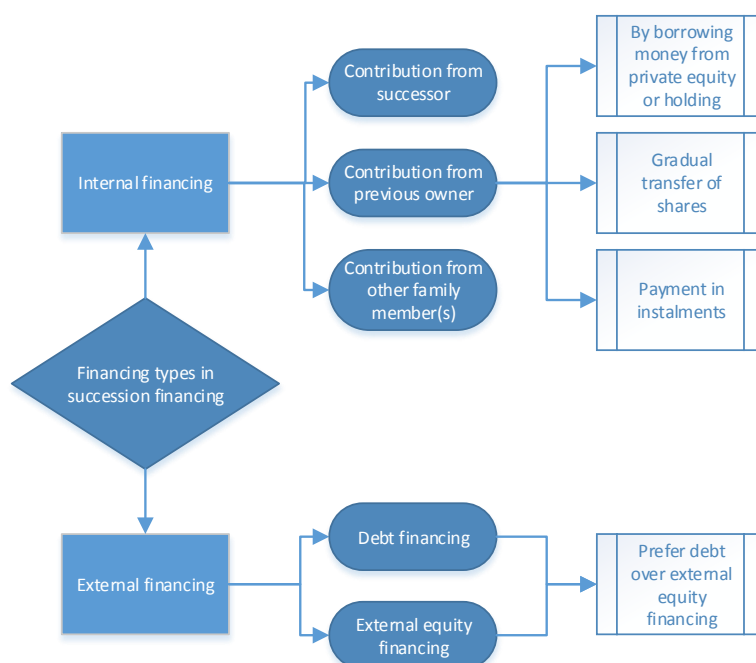 By borrowing
money from
private equity
or holding
Contribution from
successor
Internal financing
Contribution from
previous owner
Gradual
transfer of
shares
Contribution from
other family
member(s)
Payment in
instalments
Financing types in
succession financing
External financing
Debt financing
External equity
financing
Prefer debt
over external
equity
financing